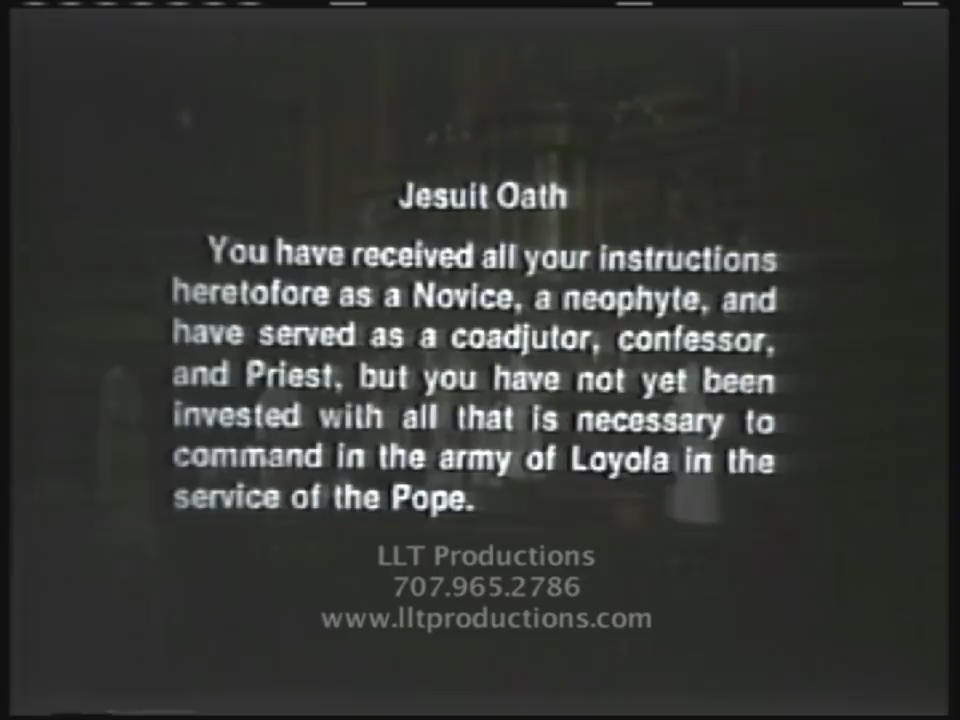 Jesuit Oath
You have received all your instructions
heretofore as a Novice, a neophyte, and
have served as a coadjutor, confessor,
and Priest, but you have not yet been
invested with all that is necessary to
command in the army of Loyola in the
service of the Pope.
LLT Productions
707.965.2786
www.lltproductions.com